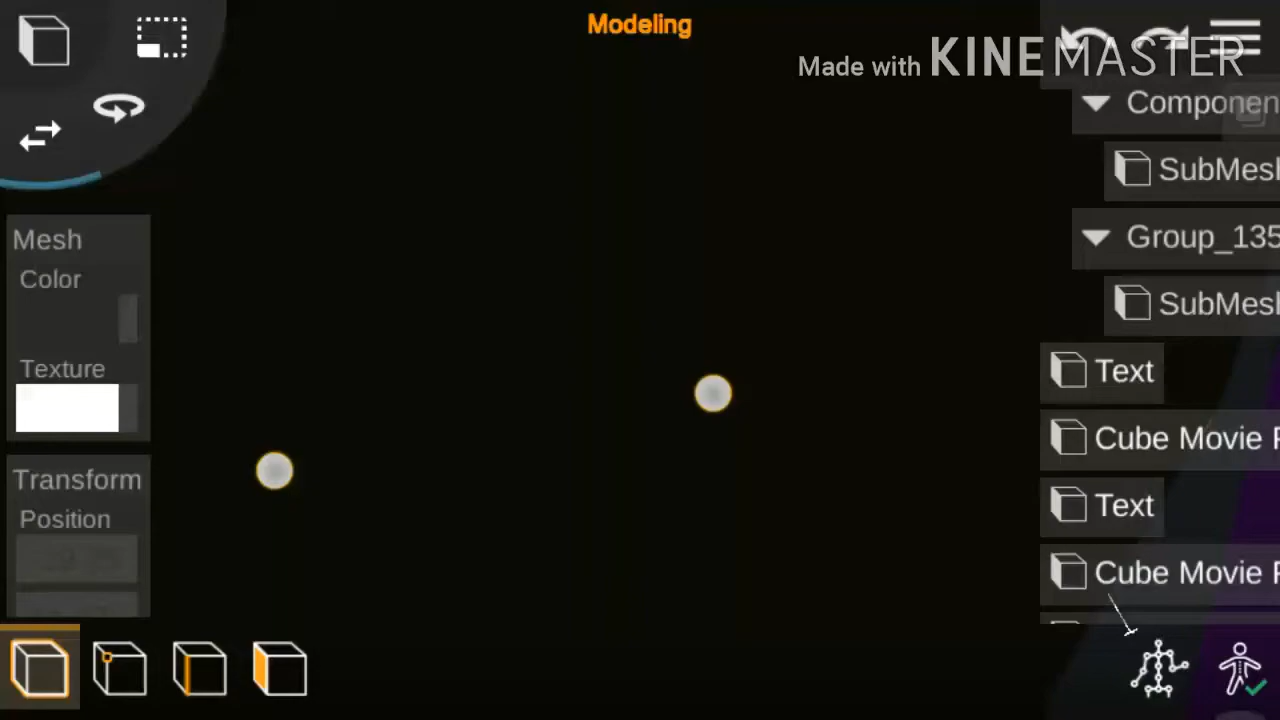 Modeling
Made with KINEMASTER
Componen
SubMesh
Group_135
SubMesh
Text
Cube Movie
Text
Cube Movie
Mesh
Color
Texture
Transform
Position